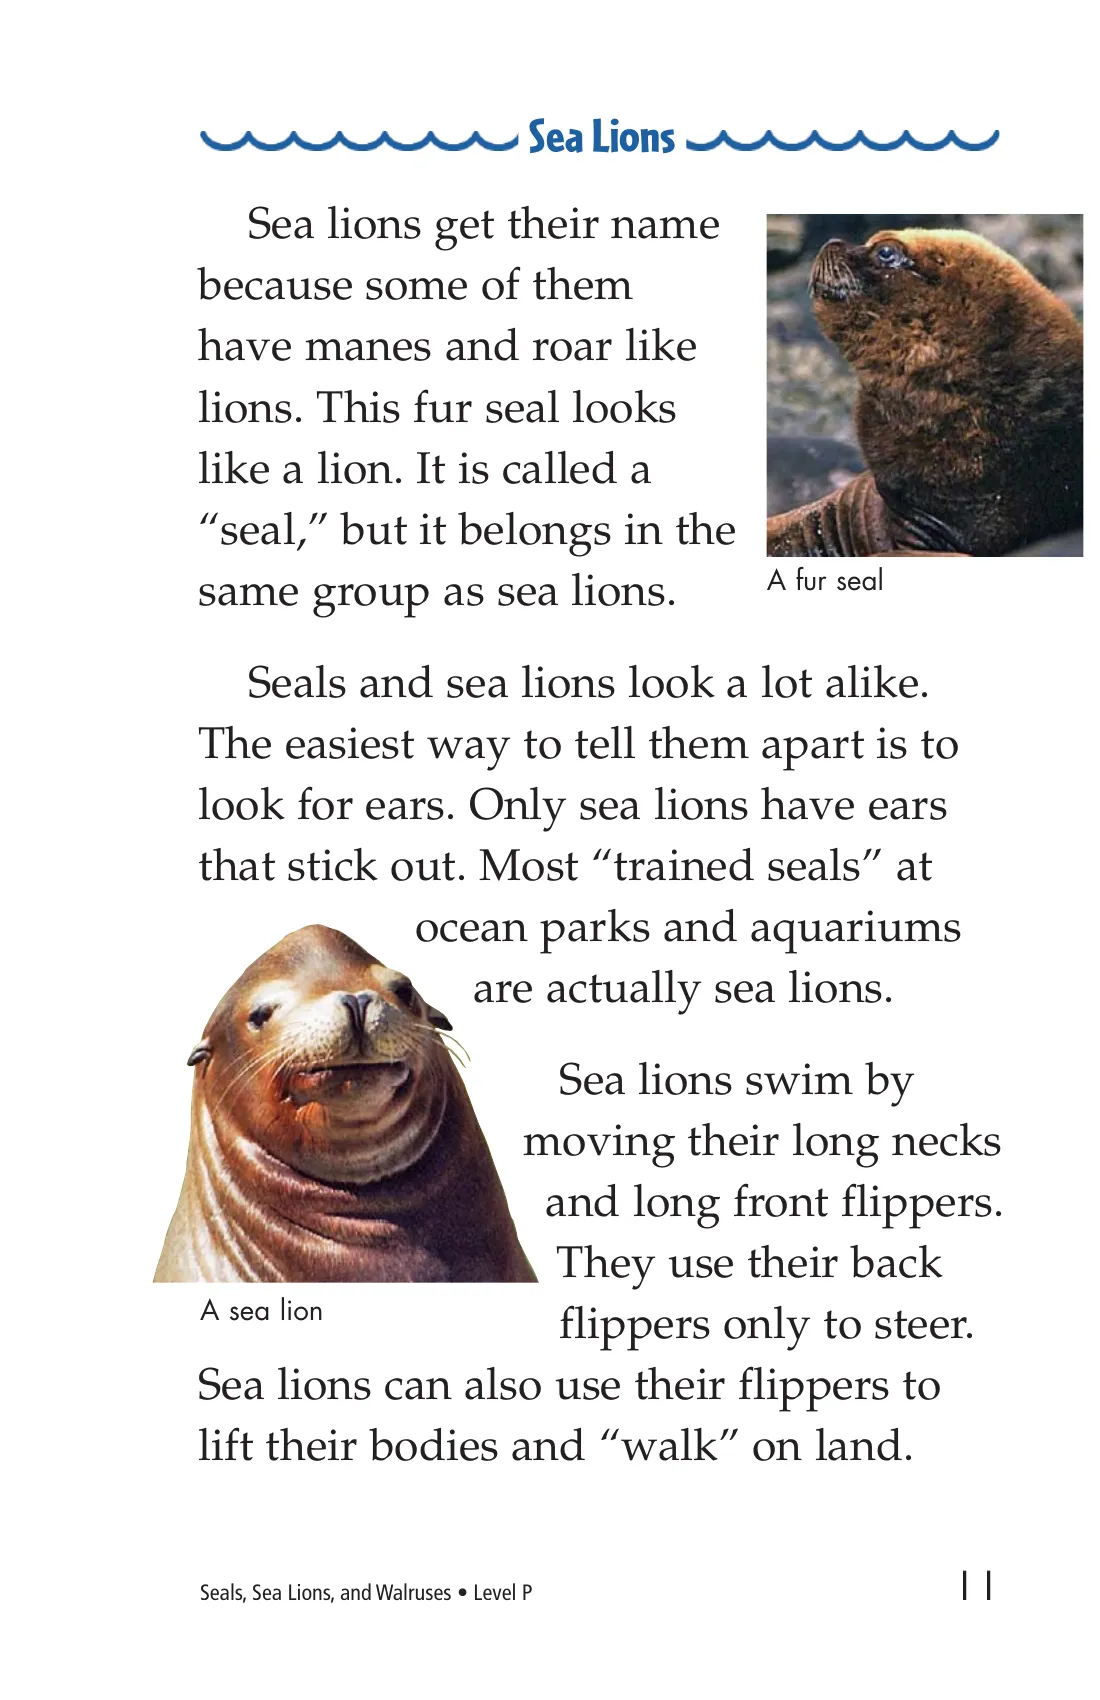 Sea Lions
Sea lions get their name
because some of them
have manes and roar like
lions. This fur seal looks
like a lion. It is called a
“seal,” but it belongs in the
same group as sea lions.
A fur seal
Seals and sea lions look a lot alike.
The easiest way to tell them apart is to
look for ears. Only sea lions have ears
that stick out. Most “trained seals” at
ocean parks and aquariums
are actually sea lions.
Sea lions swim by
moving their long necks
and long front flippers.
They use their back
flippers only to steer.
A sea lion
Sea lions can also use their flippers to
lift their bodies and “walk” on land.
Seals, Sea Lions, and Walruses • Level P
11